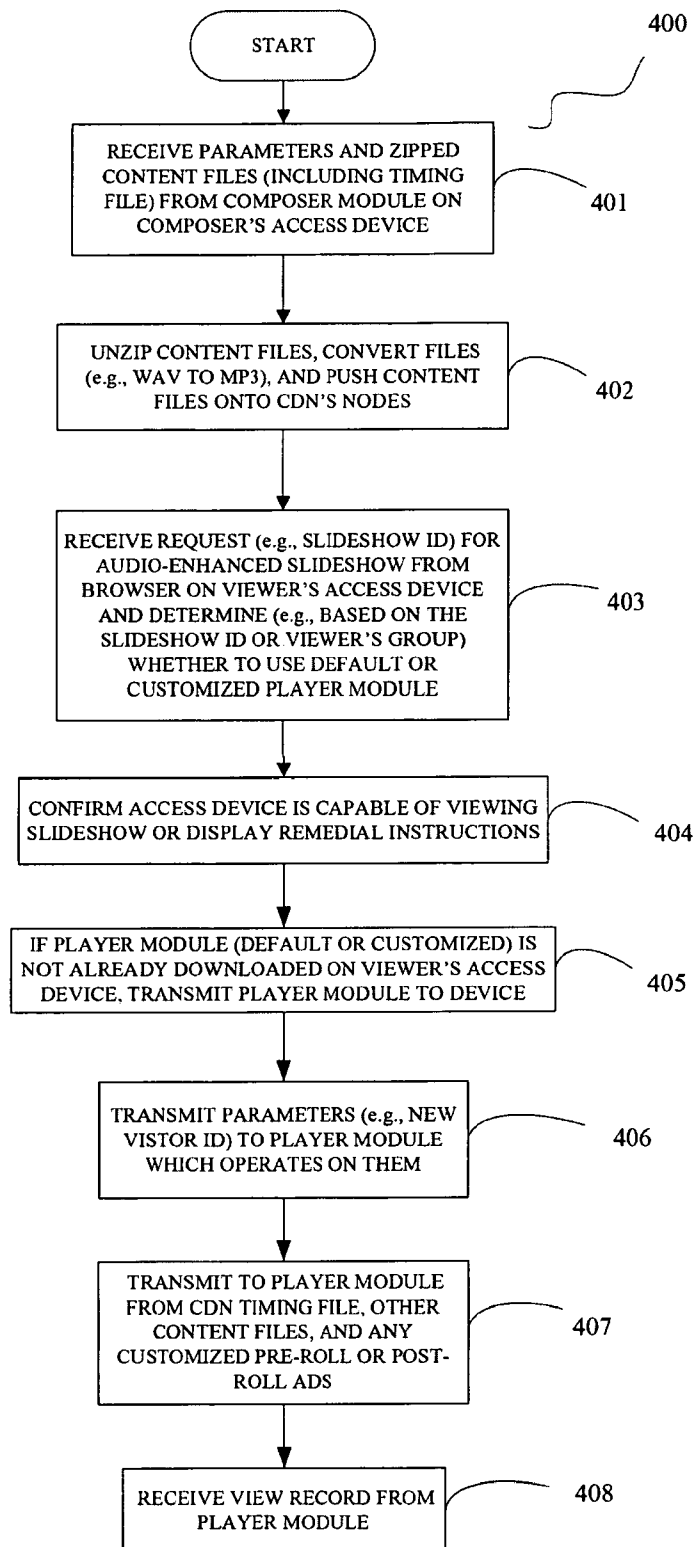 START
400
RECEIVE PARAMETERS AND ZIPPED
CONTENT FILES (INCLUDING TIMING
FILE) FROM COMPOSER MODULE ON
COMPOSER'S ACCESS DEVICE
401
UNZIP CONTENT FILES, CONVERT FILES
(e.g., WAV TO MP3), AND PUSH CONTENT
FILES ONTO CDN'S NODES
402
RECEIVE REQUEST (e.g., SLIDESHOW ID) FOR
AUDIO-ENHANCED SLIDESHOW FROM
BROWSER ON VIEWER'S ACCESS DEVICE
AND DETERMINE (e.g., BASED ON THE
SLIDESHOW ID OR VIEWER'S GROUP)
WHETHER TO USE DEFAULT OR
CUSTOMIZED PLAYER MODULE
403
CONFIRM ACCESS DEVICE IS CAPABLE OF VIEWING
SLIDESHOW OR DISPLAY REMEDIAL INSTRUCTIONS
404
IF PLAYER MODULE (DEFAULT OR CUSTOMIZED) IS
NOT ALREADY DOWNLOADED ON VIEWER'S ACCESS
DEVICE, TRANSMIT PLAYER MODULE TO DEVICE
405
TRANSMIT PARAMETERS (e.g., NEW
VISTOR ID) TO PLAYER MODULE
WHICH OPERATES ON THEM
406
TRANSMIT TO PLAYER MODULE
FROM CDN TIMING FILE, OTHER
CONTENT FILES, AND ANY
CUSTOMIZED PRE-ROLL OR POST-
ROLL ADS
407
RECEIVE VIEW RECORD FROM
PLAYER MODULE
408